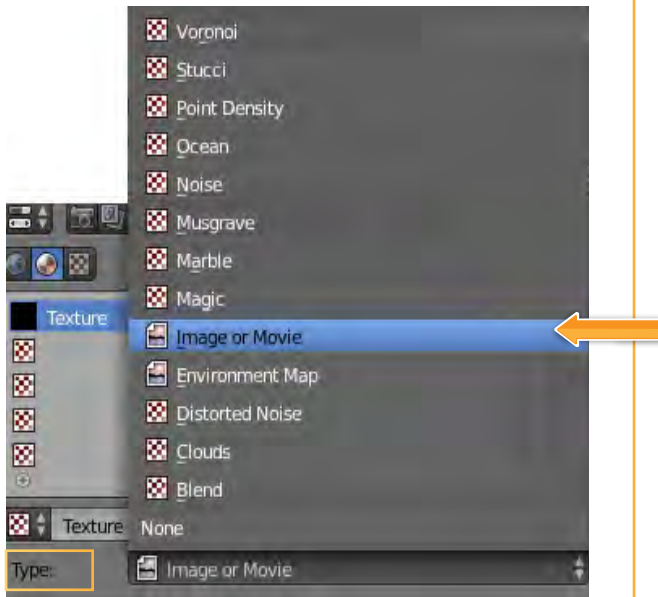 Voronoi
Stucci
Point Density
Ocean
Noise
Musgrave
Marble
Magic
Texture
Image or Movie
Environment Map
Distorted Noise
Clouds
Blend
Texture
None
Type:
Image or Movie